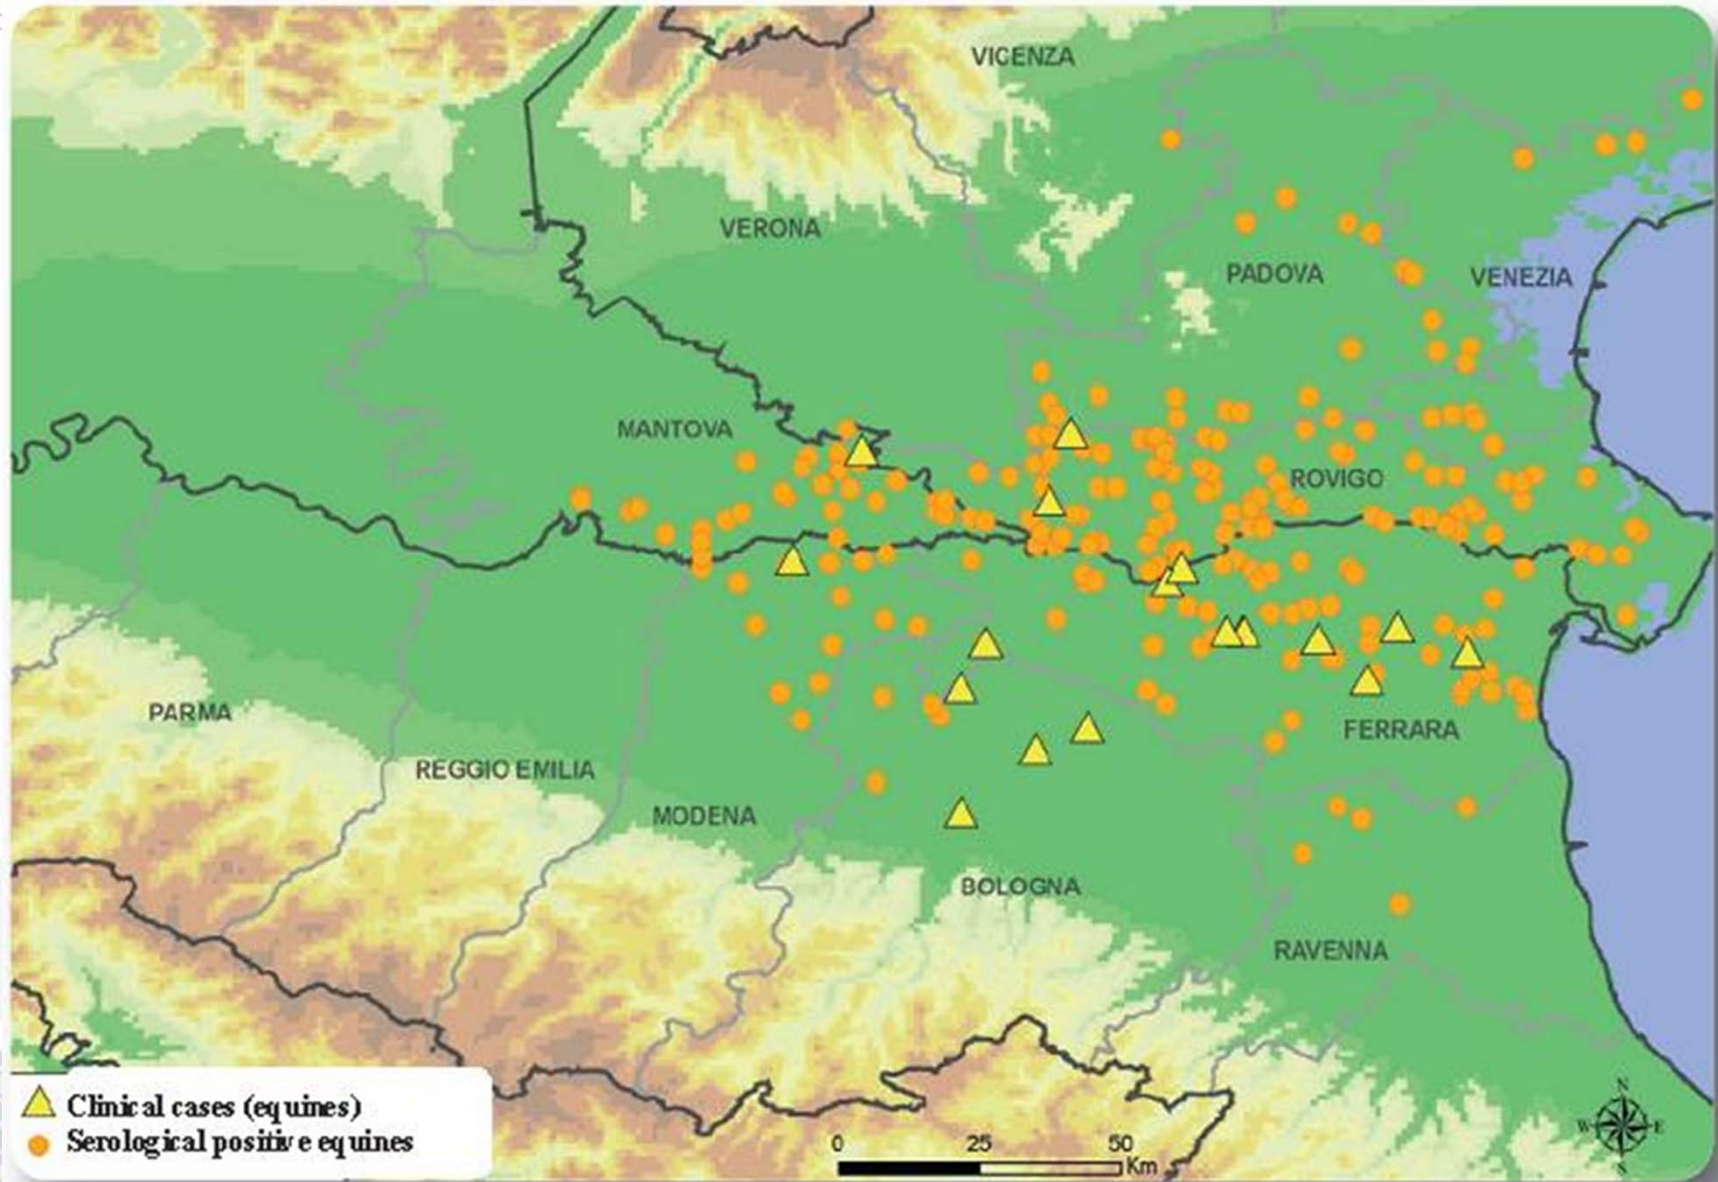 VICENZA
VERONA
PADOVA
VENEZIA
MANTOVA
ROVIGO
PARMA
FERRARA
REGGIO EMILIA
MODENA
BOLOGNA
RAVENNA
Clinical cases (equines)
Serological positive equines
0 25 50
Km
N
W E
S